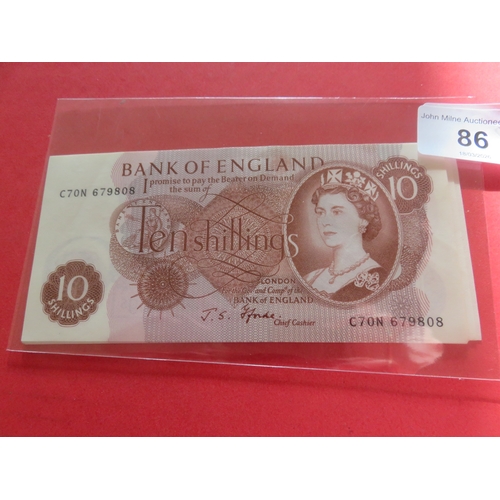 John Milne Auctioneers
86
BANK OF ENGLAND
C70N 679808
I promise to pay the Bearer on Demand
the sum of
Ten shillings
10
SHILLINGS
LONDON
For the Gov.r and Comp.a of the
BANK OF ENGLAND
10
SHILLINGS
J. S. Fforde.
Chief Cashier
C70N 679808